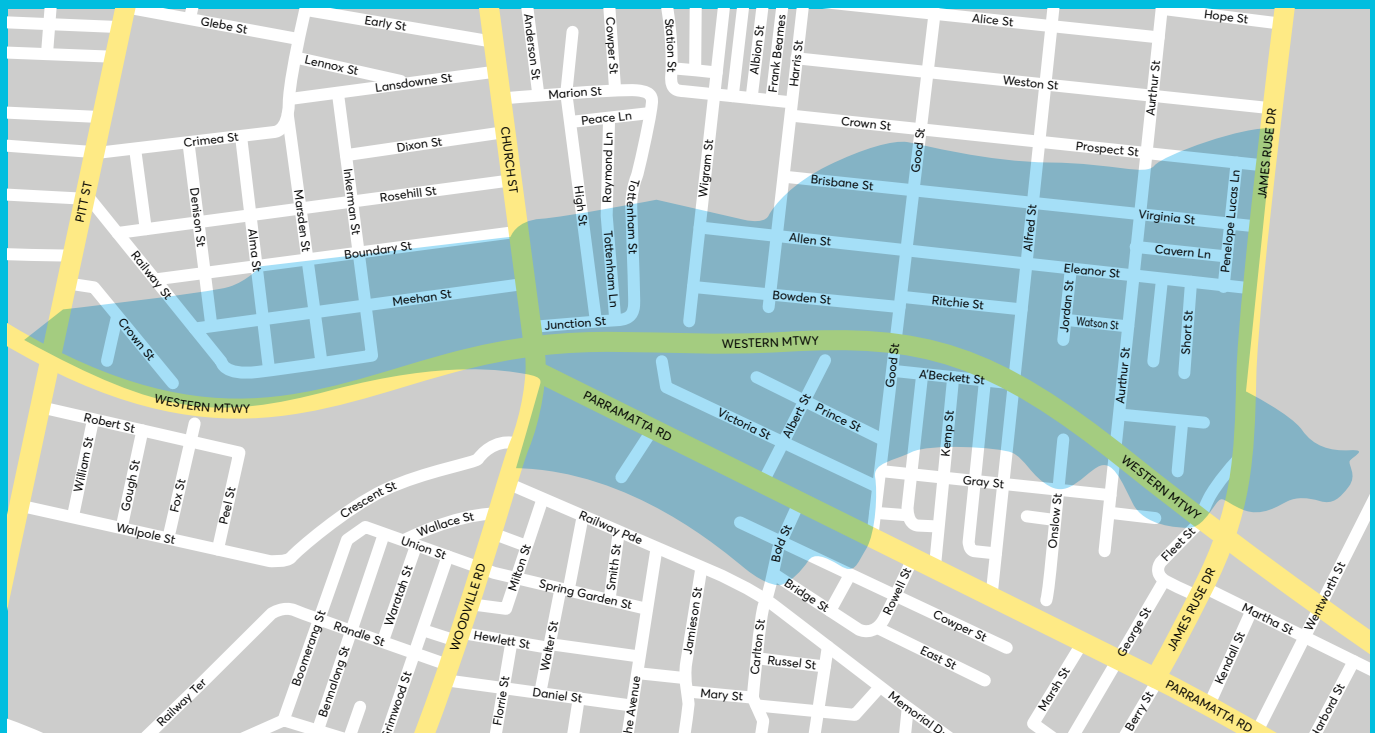 Glebe St
Early St
Anderson St
Cowper St
Station St
Albion St
Frank Beames
Harris St
Alice St
Hope St
Lennox St
Lansdowne St
Marion St
Weston St
Aurthur St
Crimea St
Dixon St
CHURCH ST
Peace Ln
Raymond Ln
Wigram St
Crown St
Good St
Prospect St
JAMES RUSE DR
PITT ST
Denison St
Alma St
Marsden St
Inkerman St
Rosehill St
High St
Tottenham St
Brisbane St
Virginia St
Penelope Lucas Ln
Railway St
Boundary St
Tottenham Ln
Allen St
Alfred St
Cavern Ln
Eleanor St
Meehan St
Bowden St
Ritchie St
Jordan St
Watson St
Short St
Crown St
Junction St
WESTERN MTWY
Good St
A'Beckett St
Aurthur St
WESTERN MTWY
PARRAMATTA RD
Victoria St
Albert St
Prince St
Kemp St
Robert St
William St
Gough St
Fox St
Peel St
Crescent St
Gray St
WESTERN MTWY
Walpole St
Wallace St
Union St
Railway Pde
Bold St
Onslow St
Fleet St
Waratah St
WOODVILLE RD
Milton St
Smith St
Spring Garden St
Bridge St
Rowell St
JAMES RUSE DR
Wentworth St
Boomerang St
Randle St
Hewlett St
Walter St
Jamieson St
Carlton St
Cowper St
George St
Martha St
Bennalong St
Russel St
East St
Kendall St
Railway Ter
Grimwood St
Florrie St
Daniel St
he Avenue
Mary St
Memorial D
Marsh St
Berry St
PARRAMATTA RD
arbord St